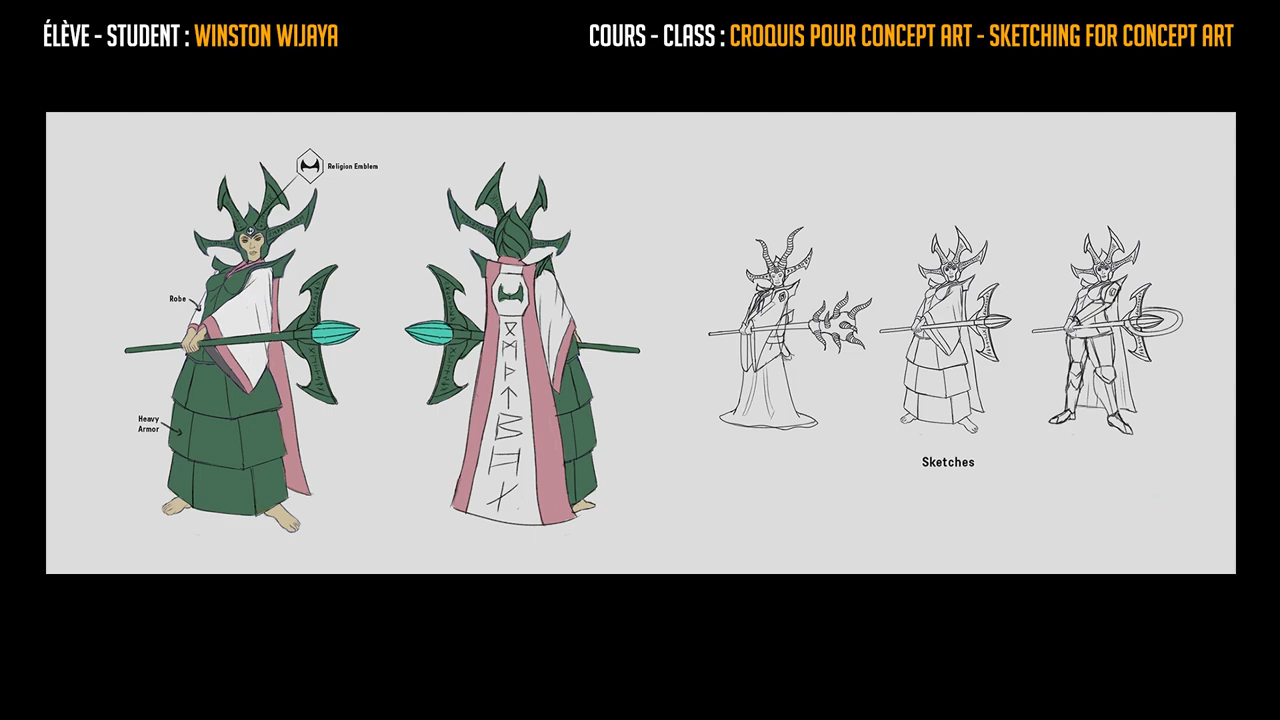 ÉLÈVE - STUDENT : WINSTON WIJAYA
COURS - CLASS : CROQUIS POUR CONCEPT ART - SKETCHING FOR CONCEPT ART
Religion Emblem
Robe
Heavy
Armor
Sketches